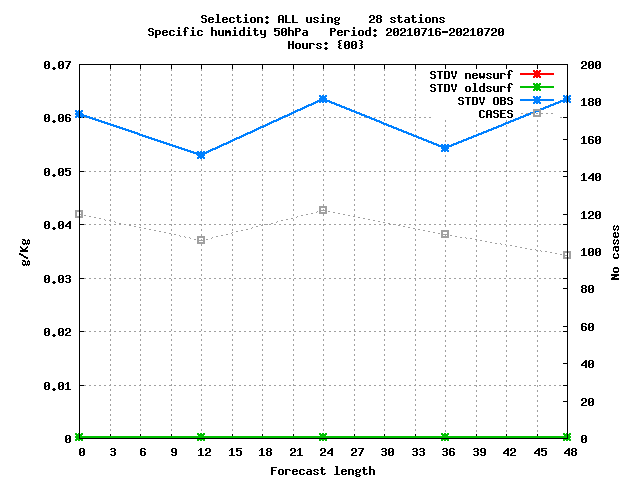 Selection: ALL using    28 stations
Specific humidity 50hPa   Period: 20210716-20210720
Hours: {00}
0.07
0.06
0.05
0.04
0.03
0.02
0.01
0
200
180
160
140
120
100
80
60
40
20
0
STDV newsurf
STDV oldsurf
STDV OBS
CASES
g/Kg
No cases
0 3 6 9 12 15 18 21 24 27 30 33 36 39 42 45 48
Forecast length